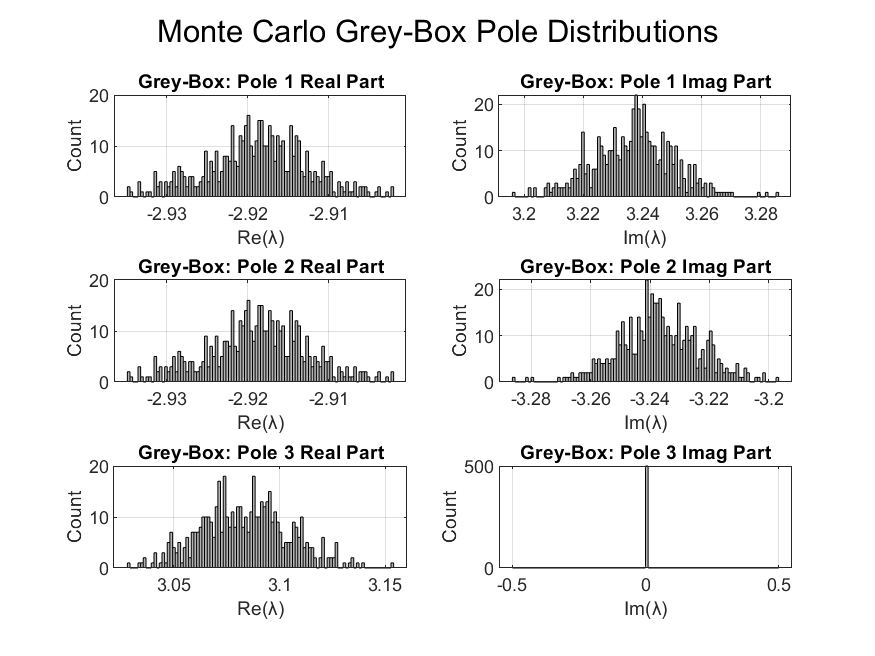 Monte Carlo Grey-Box Pole Distributions
Grey-Box: Pole 1 Real Part
20
10
0
Count
-2.93 -2.92 -2.91
Re(λ)
Grey-Box: Pole 1 Imag Part
20
10
0
Count
3.2 3.22 3.24 3.26 3.28
Im(λ)
Grey-Box: Pole 2 Real Part
20
10
0
Count
-2.93 -2.92 -2.91
Re(λ)
Grey-Box: Pole 2 Imag Part
20
10
0
Count
-3.28 -3.26 -3.24 -3.22 -3.2
Im(λ)
Grey-Box: Pole 3 Real Part
20
10
0
Count
3.05 3.1 3.15
Re(λ)
Grey-Box: Pole 3 Imag Part
500
0
Count
-0.5 0 0.5
Im(λ)